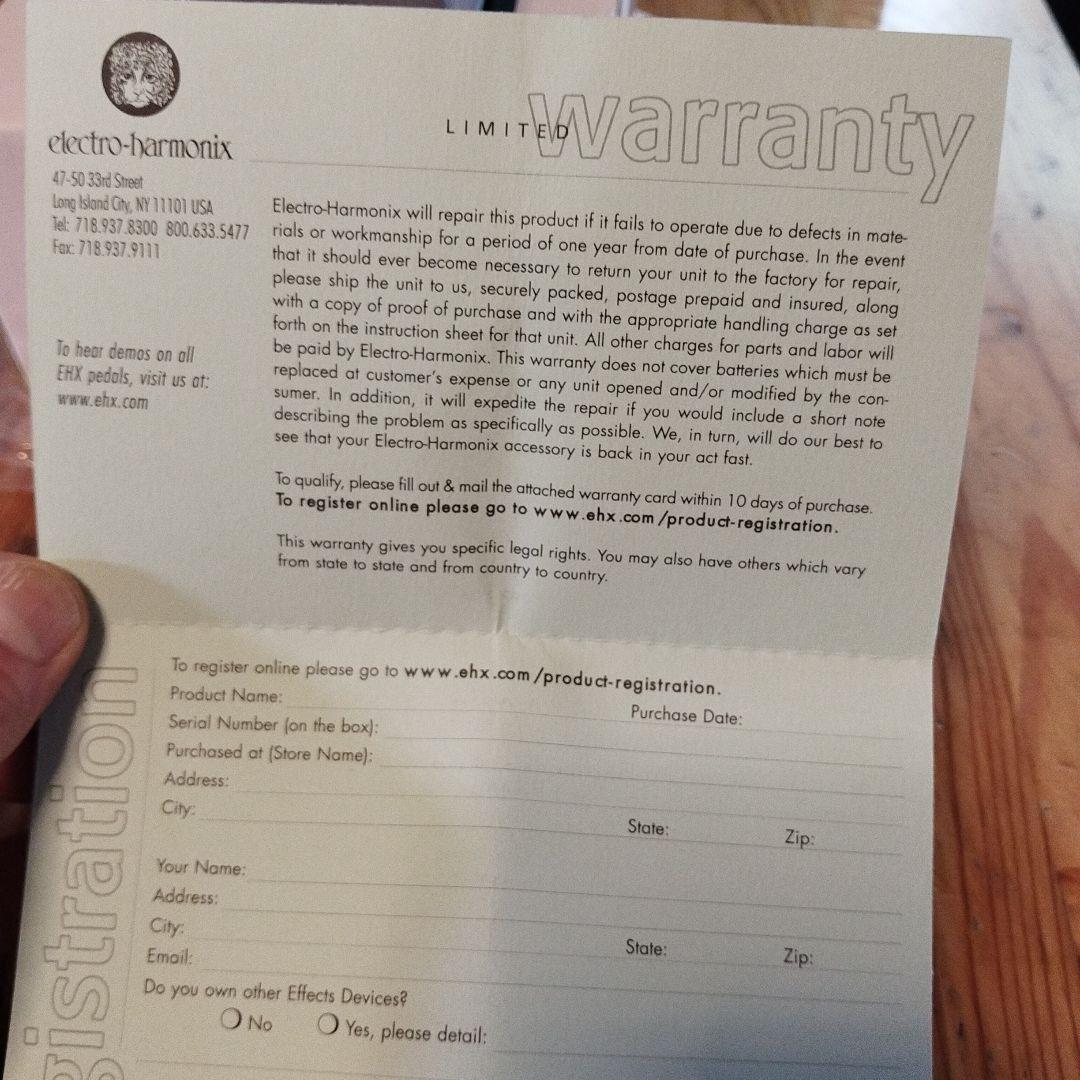 electro-harmonix
47-50 33rd Street
Long Island City, NY 11101 USA
Tel: 718.937.8300 800.633.5477
Fax: 718.937.9111
To hear demos on all
EHX pedals, visit us at:
www.ehx.com
LIMITED warranty
Electro-Harmonix will repair this product if it fails to operate due to defects in mate-
rials or workmanship for a period of one year from date of purchase. In the event
that it should ever become necessary to return your unit to the factory for repair,
please ship the unit to us, securely packed, postage prepaid and insured, along
with a copy of proof of purchase and with the appropriate handling charge as set
forth on the instruction sheet for that unit. All other charges for parts and labor will
be paid by Electro-Harmonix. This warranty does not cover batteries which must be
replaced at customer's expense or any unit opened and/or modified by the con-
sumer. In addition, it will expedite the repair if you would include a short note
describing the problem as specifically as possible. We, in turn, will do our best to
see that your Electro-Harmonix accessory is back in your act fast.
To qualify, please fill out & mail the attached warranty card within 10 days of purchase.
To register online please go to www.ehx.com/product-registration.
This warranty gives you specific legal rights. You may also have others which vary
from state to state and from country to country.
gistration
To register online please go to www.ehx.com/product-registration.
Product Name: Purchase Date:
Serial Number (on the box):
Purchased at (Store Name):
Address:
City: State: Zip:
Your Name:
Address:
City: State: Zip:
Email:
Do you own other Effects Devices?
No Yes, please detail: